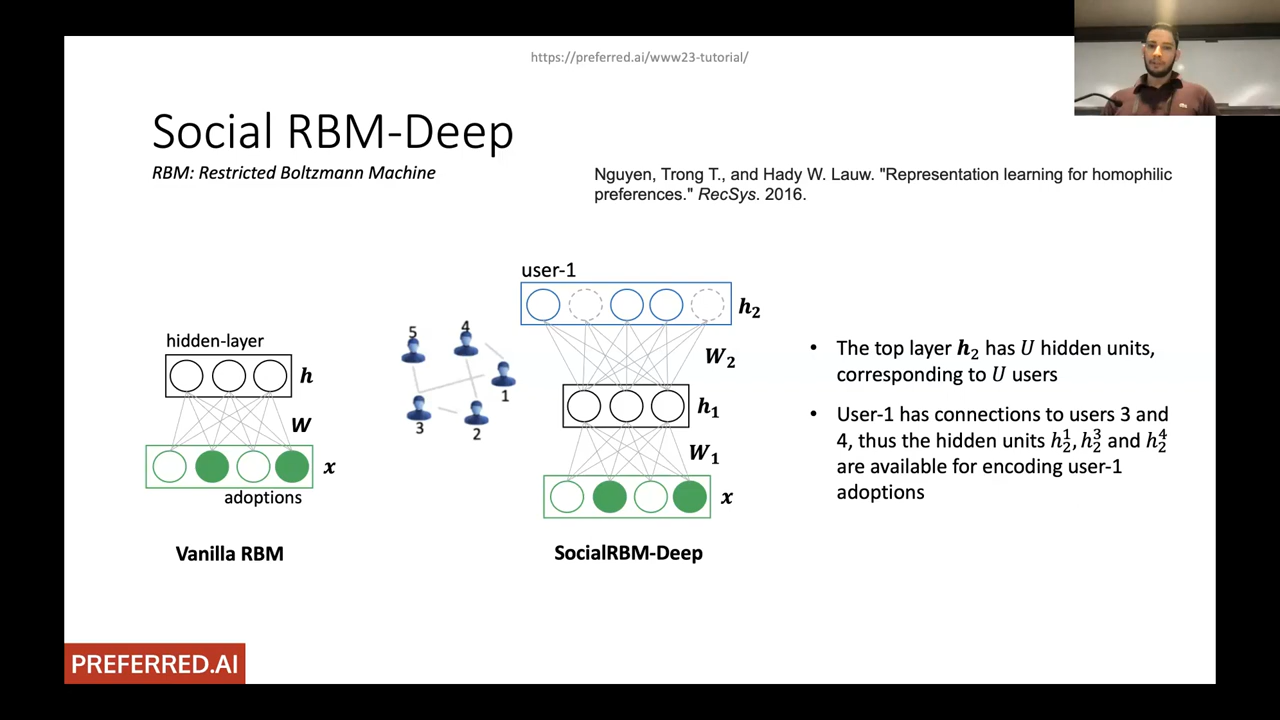 https://preferred.ai/www23-tutorial/
Social RBM-Deep
RBM: Restricted Boltzmann Machine
Nguyen, Trong T., and Hady W. Lauw. "Representation learning for homophilic
preferences." RecSys. 2016.
hidden-layer
h
W
x
adoptions
Vanilla RBM
5
4
1
3
2
user-1
h₂
W₂
h₁
W₁
x
SocialRBM-Deep
• The top layer h₂ has U hidden units,
corresponding to U users
• User-1 has connections to users 3 and
4, thus the hidden units h₂¹, h₂³ and h₂⁴
are available for encoding user-1
adoptions
PREFERRED.AI